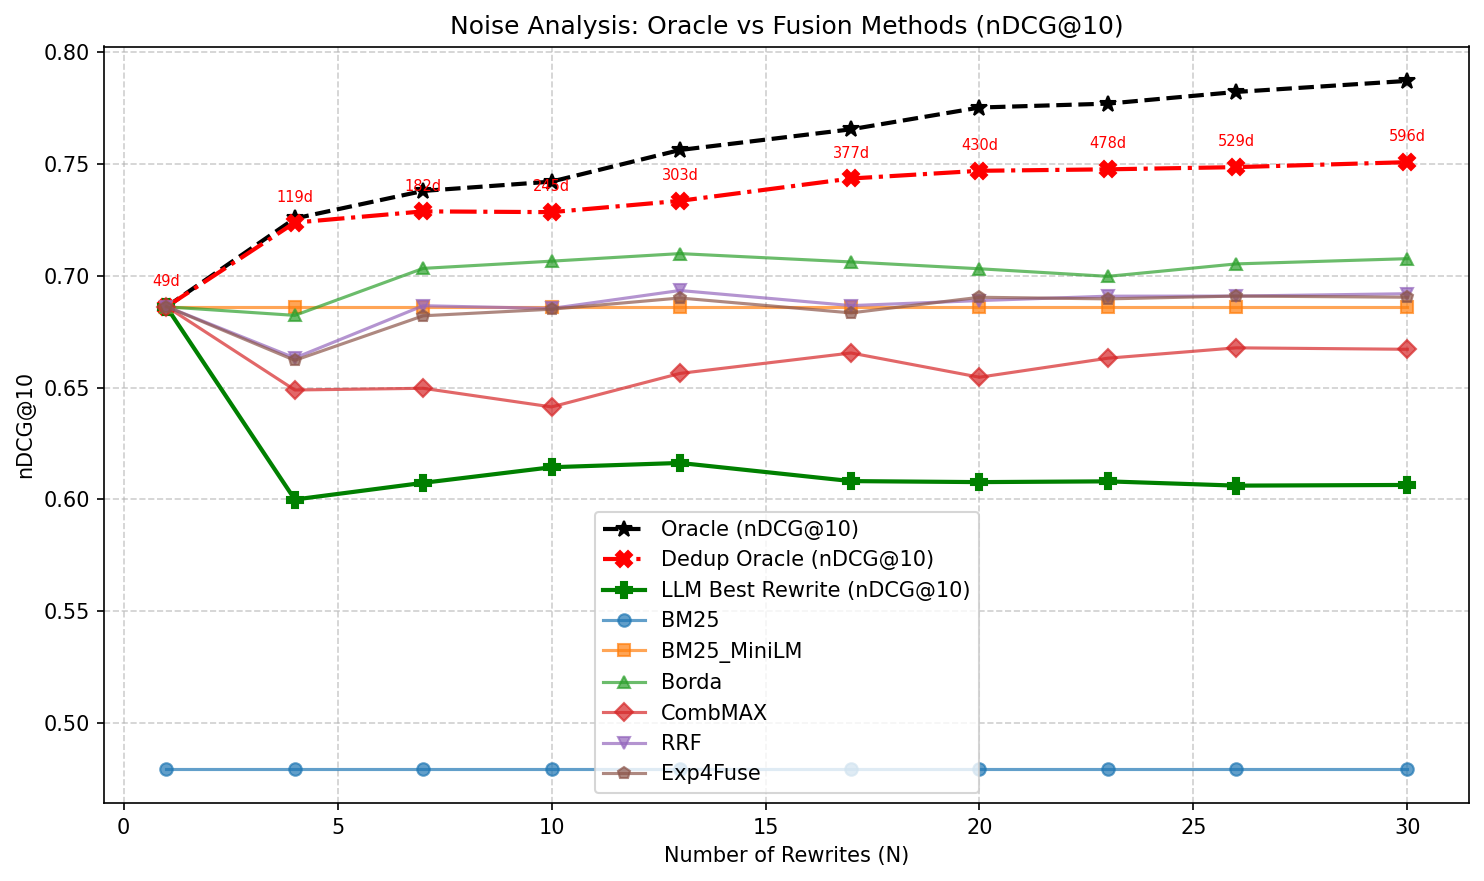 Noise Analysis: Oracle vs Fusion Methods (nDCG@10)
nDCG@10
0.80
0.75
0.70
0.65
0.60
0.55
0.50
49d
119d
182d
303d
377d
430d
478d
529d
596d
Oracle (nDCG@10)
Dedup Oracle (nDCG@10)
LLM Best Rewrite (nDCG@10)
BM25
BM25_MiniLM
Borda
CombMAX
RRF
Exp4Fuse
0 5 10 15 20 25 30
Number of Rewrites (N)